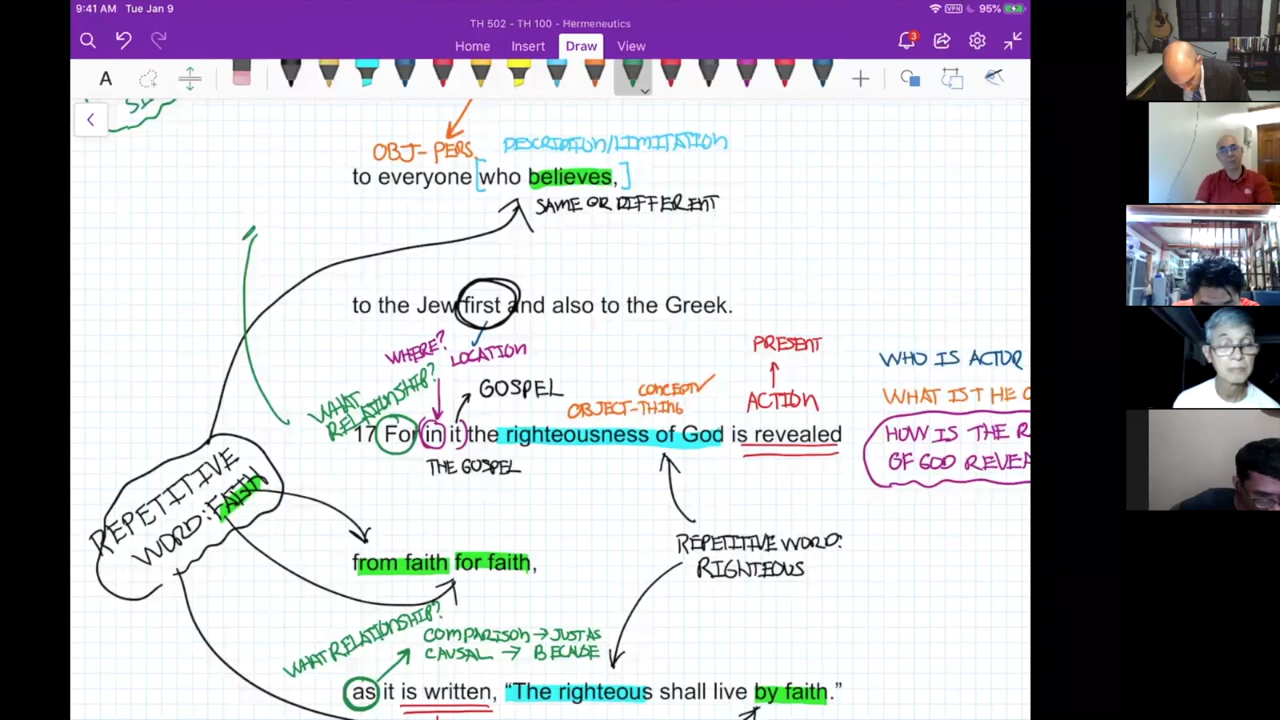 9:41 AM Tue Jan 9
VPN 95%
TH 502 - TH 100 - Hermeneutics
3
Home Insert Draw View
A
OBJ - PERS.
DESCRIPTION/LIMITATION
to everyone [who believes,]
SAME OR DIFFERENT
to the Jew first and also to the Greek.
WHERE?
LOCATION
PRESENT
WHO IS ACTOR
WHAT
RELATIONSHIP?
GOSPEL
CONCEPT
OBJECT-THING
ACTION
WHAT IS THE O
17 For (in it) the righteousness of God is revealed
THE GOSPEL
HOW IS THE R
OF GOD REVEA
REPETITIVE
WORD: FAITH
REPETITIVE WORD:
RIGHTEOUS
from faith for faith,
WHAT RELATIONSHIP?
COMPARISON → JUST AS
CAUSAL → BECAUSE
as it is written, “The righteous shall live by faith.”